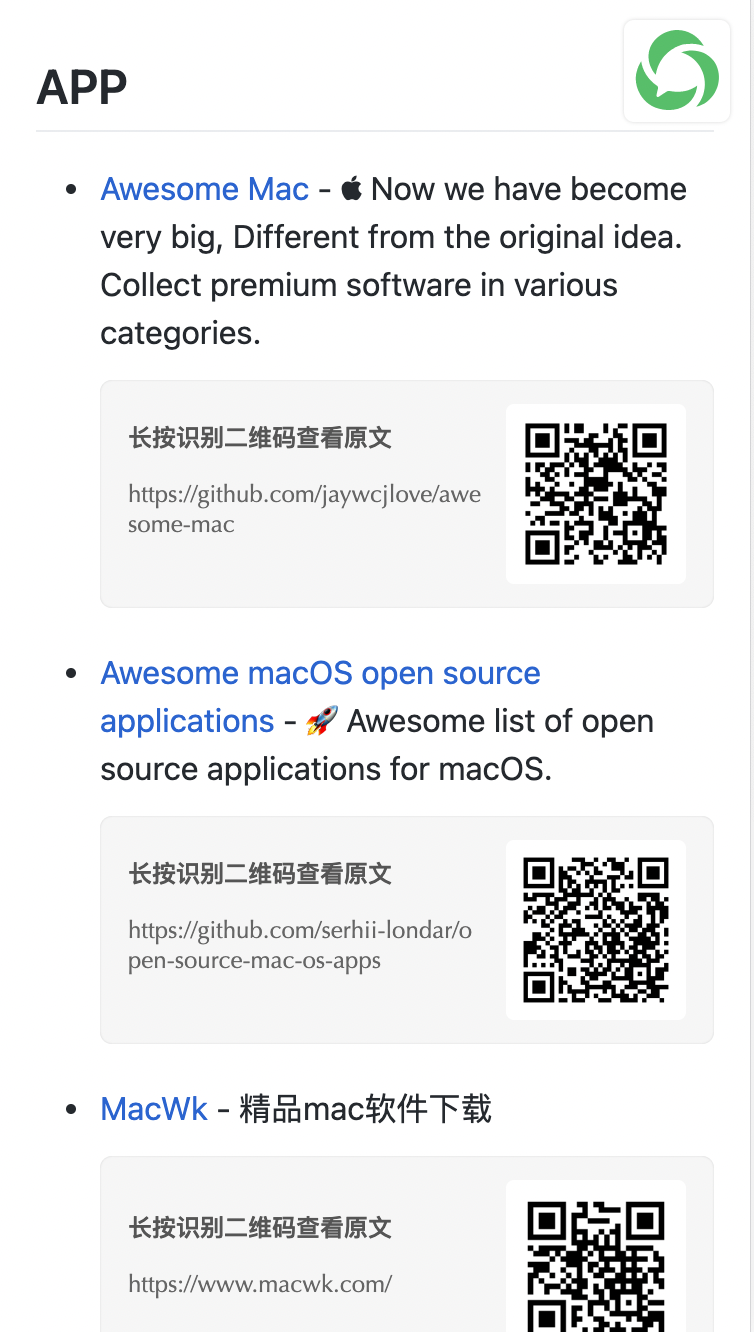 APP
Awesome Mac -  Now we have become
very big, Different from the original idea.
Collect premium software in various
categories.
长按识别二维码查看原文
https://github.com/jaywcjlove/awe
some-mac
Awesome macOS open source
applications - 🚀 Awesome list of open
source applications for macOS.
长按识别二维码查看原文
https://github.com/serhii-londar/o
pen-source-mac-os-apps
MacWk - 精品mac软件下载
长按识别二维码查看原文
https://www.macwk.com/